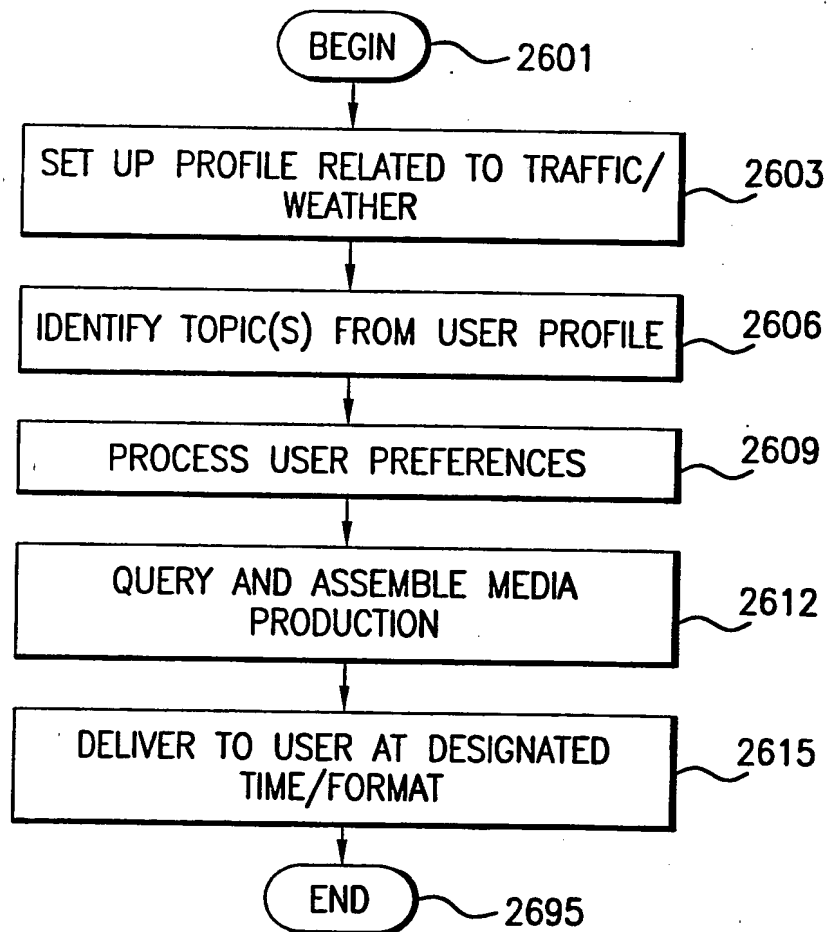 BEGIN
2601
SET UP PROFILE RELATED TO TRAFFIC/
WEATHER
2603
IDENTIFY TOPIC(S) FROM USER PROFILE
2606
PROCESS USER PREFERENCES
2609
QUERY AND ASSEMBLE MEDIA
PRODUCTION
2612
DELIVER TO USER AT DESIGNATED
TIME/FORMAT
2615
END
2695